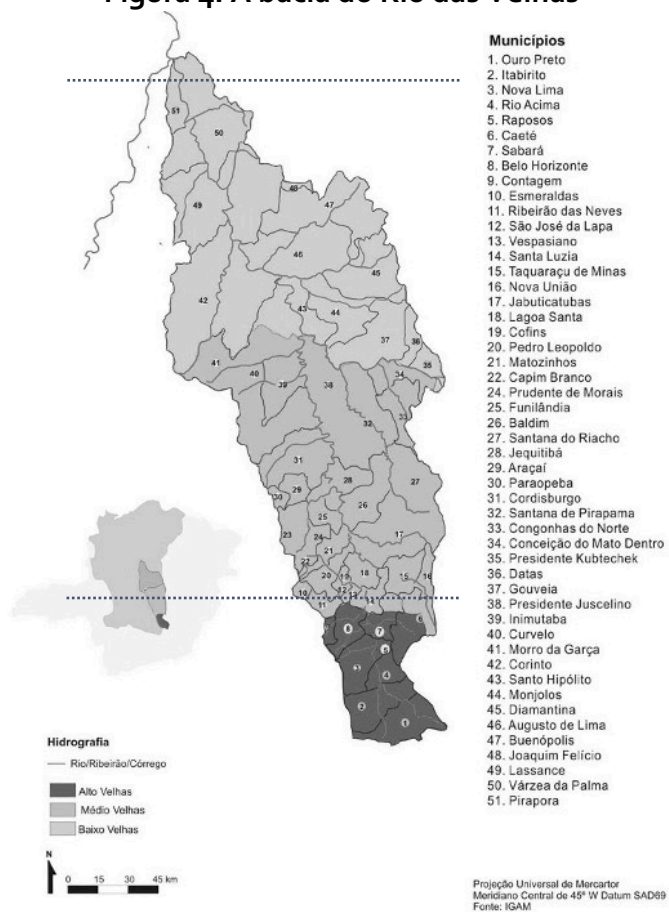 Figura 4. A bacia do Rio das Velhas
Municípios
1. Ouro Preto
2. Itabirito
3. Nova Lima
4. Rio Acima
5. Raposos
6. Caeté
7. Sabará
8. Belo Horizonte
9. Contagem
10. Esmeraldas
11. Ribeirão das Neves
12. São José da Lapa
13. Vespasiano
14. Santa Luzia
15. Taquaraçu de Minas
16. Nova União
17. Jabuticatubas
18. Lagoa Santa
19. Cofins
20. Pedro Leopoldo
21. Matozinhos
22. Capim Branco
24. Prudente de Morais
25. Funilândia
26. Baldim
27. Santana do Riacho
28. Jequitibá
29. Araçaí
30. Paraopeba
31. Cordisburgo
32. Santana de Pirapama
33. Congonhas do Norte
34. Conceição do Mato Dentro
35. Presidente Kubtechek
36. Datas
37. Gouveia
38. Presidente Juscelino
39. Inimutaba
40. Curvelo
41. Morro da Garça
42. Corinto
43. Santo Hipólito
44. Monjolos
45. Diamantina
46. Augusto de Lima
47. Buenópolis
48. Joaquim Felício
49. Lassance
50. Várzea da Palma
51. Pirapora
51
50
48
47
49
46
45
42
43
44
37
36
41
40
39
38
34
35
32
33
31
28
27
30
29
26
25
23
24
17
21
22
20
19
18
15
16
10
12
13
11
14
8
7
6
5
3
4
2
1
Hidrografia
Rio/Ribeirão/Córrego
Alto Velhas
Médio Velhas
Baixo Velhas
N
0 15 30 45 km
Projeção Universal de Mercartor
Meridiano Central de 45° W Datum SAD69
Fonte: IGAM